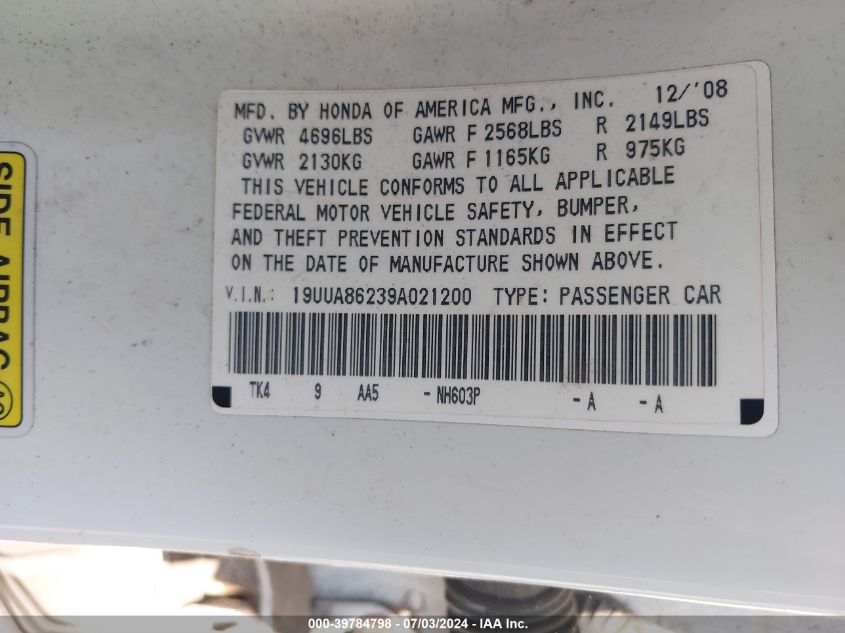 MFD. BY HONDA OF AMERICA MFG., INC. 12/'08
GVWR 4696LBS GAWR F 2568LBS R 2149LBS
GVWR 2130KG GAWR F 1165KG R 975KG
THIS VEHICLE CONFORMS TO ALL APPLICABLE
FEDERAL MOTOR VEHICLE SAFETY, BUMPER,
AND THEFT PREVENTION STANDARDS IN EFFECT
ON THE DATE OF MANUFACTURE SHOWN ABOVE.
V.I.N.: 19UUA86239A021200 TYPE: PASSENGER CAR
TK4 9 AA5 - NH603P - A - A
SIDE AIRBAG
000-39784798 - 07/03/2024 - IAA Inc.